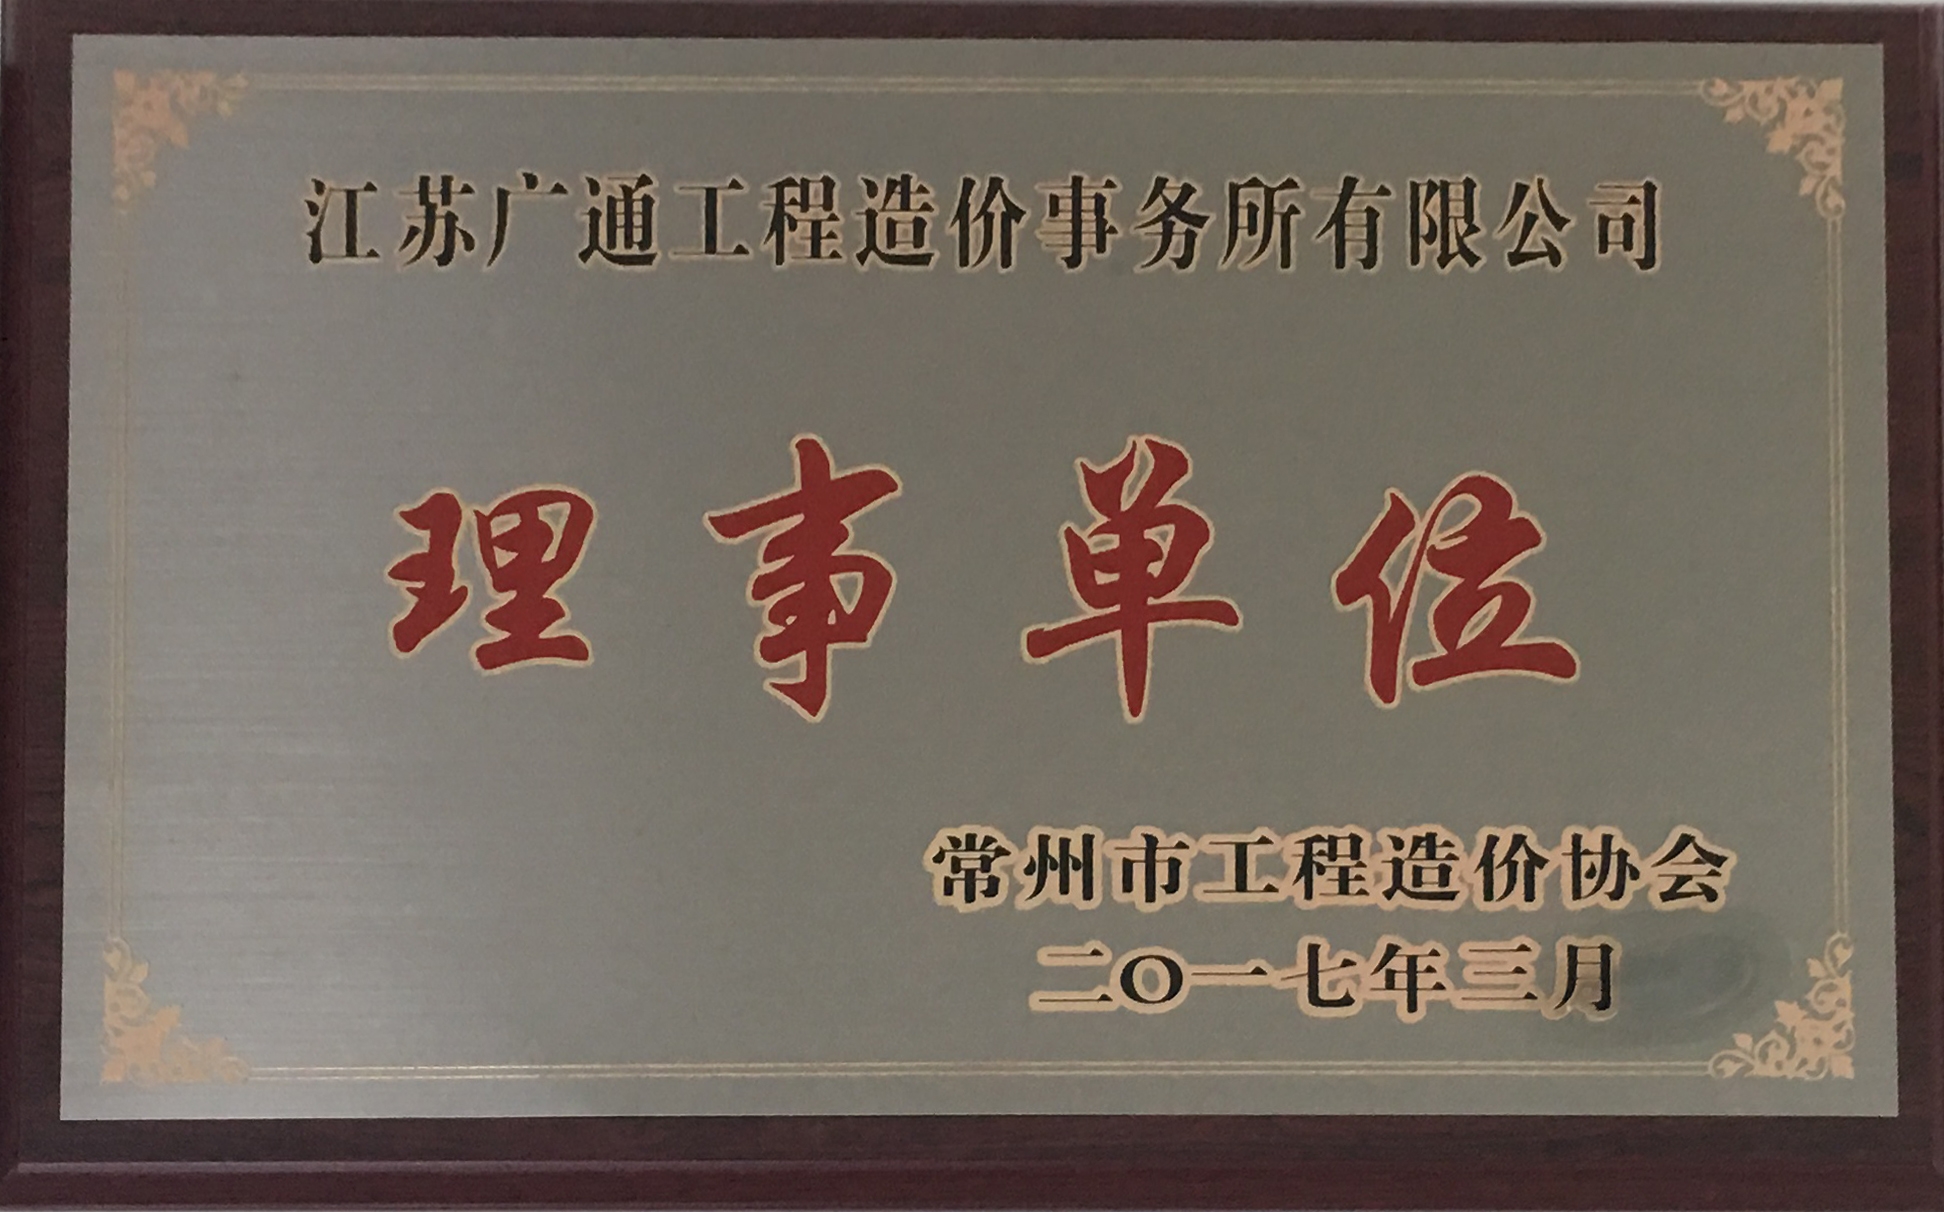 江苏广通工程造价事务所有限公司
理事单位
常州市工程造价协会
二〇一七年三月